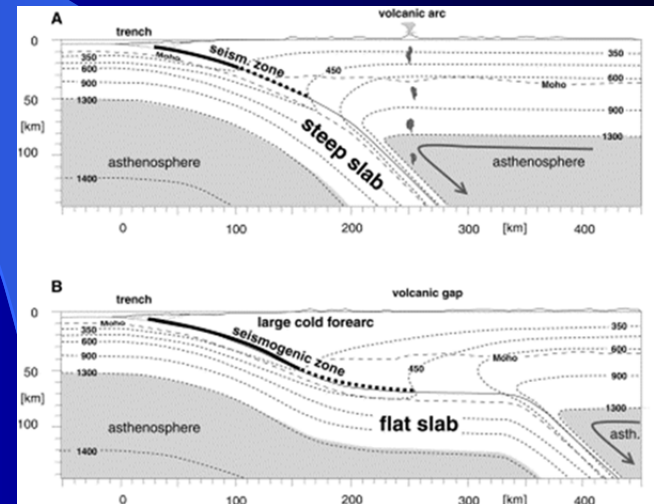 volcanic arc
A
trench
0
seism. zone
350
Moho
350
450
600
600
Moho
900
900
50
1300
[km]
steep slab
1300
100
asthenosphere
asthenosphere
1400
0 100 200 300 [km] 400
B
trench
volcanic gap
0
large cold forearc
350
Moho
350
seismogenic zone
600
600
Moho
900
450
50
900
1300
[km]
1300
100
flat slab
asthenosphere
asth.
1400
0 100 200 300 [km] 400